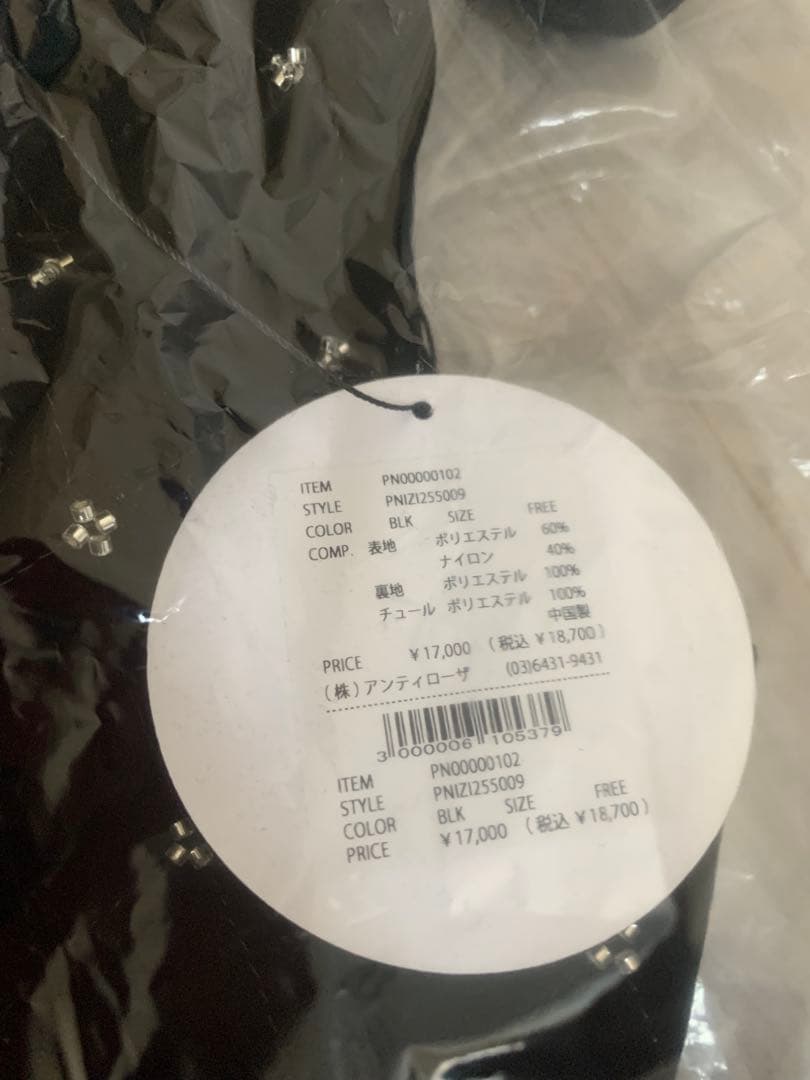 ITEM PN00000102
STYLE PNIZI255009
COLOR BLK SIZE FREE
COMP. 表地 ポリエステル 60%
ナイロン 40%
裏地 ポリエステル 100%
チュール ポリエステル 100%
中国製
PRICE ¥17,000 (税込 ¥18,700)
(株)アンティローザ (03)6431-9431
3 000006 105379
ITEM PN00000102
STYLE PNIZI255009
COLOR BLK SIZE FREE
PRICE ¥17,000 (税込 ¥18,700)